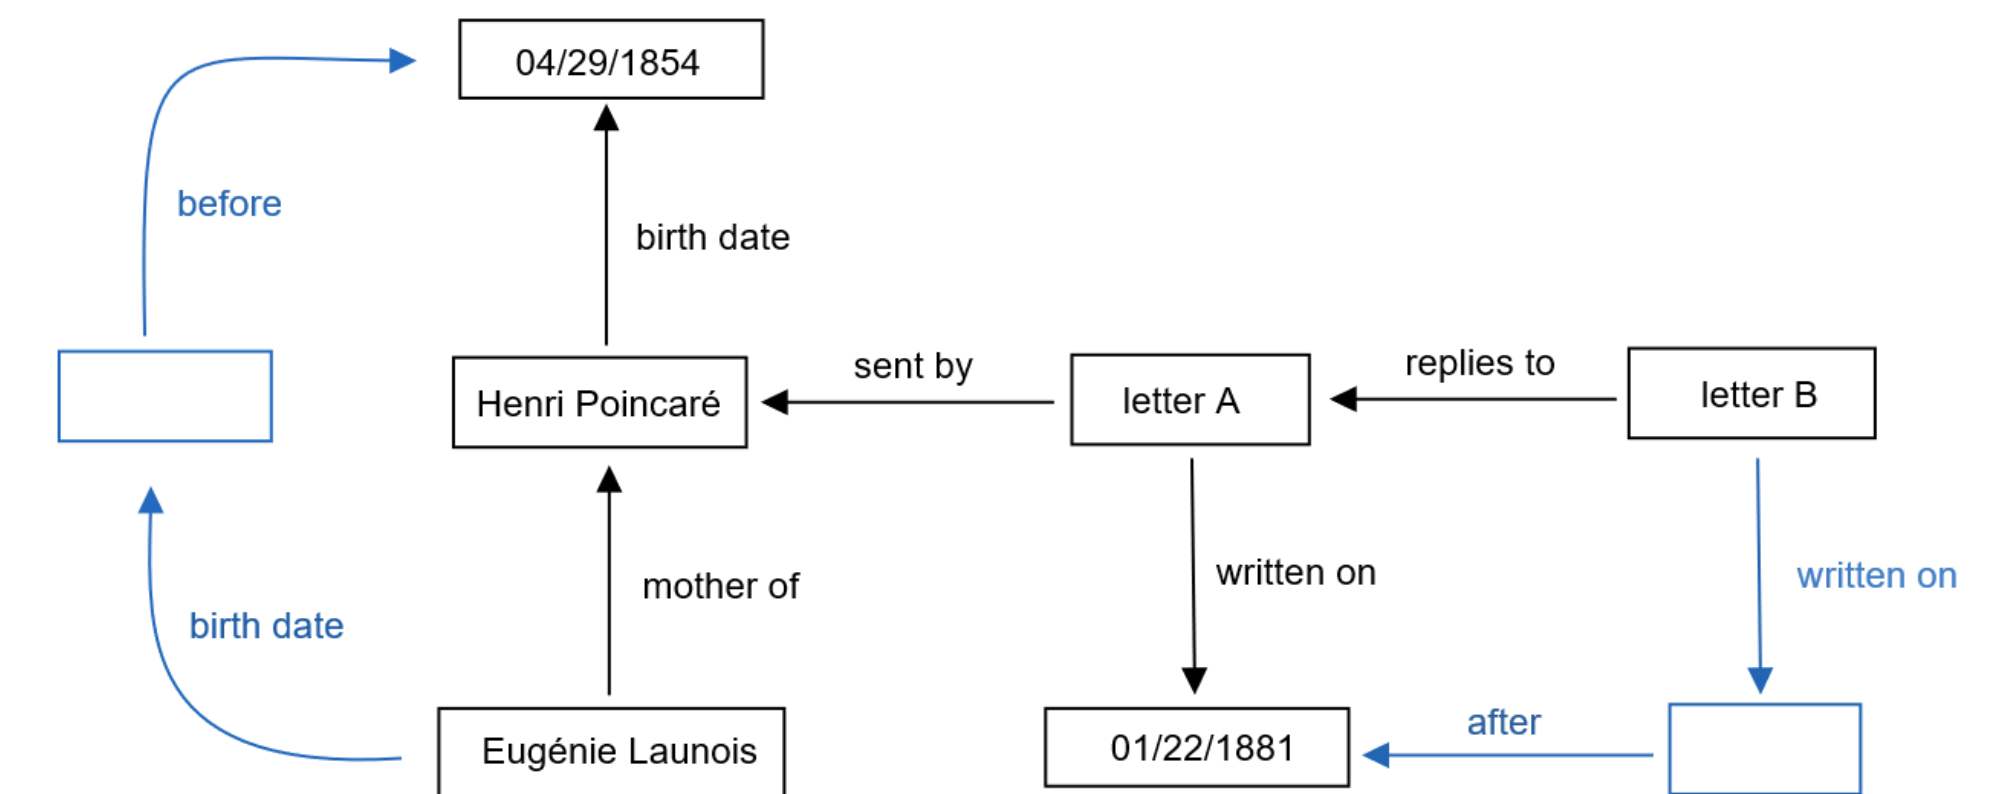 04/29/1854
before
birth date
sent by
replies to
Henri Poincaré
letter A
letter B
mother of
written on
written on
birth date
Eugénie Launois
01/22/1881
after